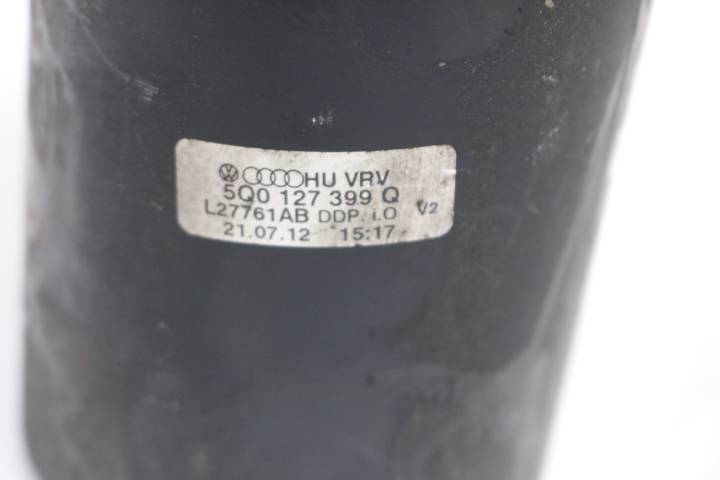 HU VRV
5Q0 127 399 Q
L27761AB DDP. i.O V2
21.07.12 15:17